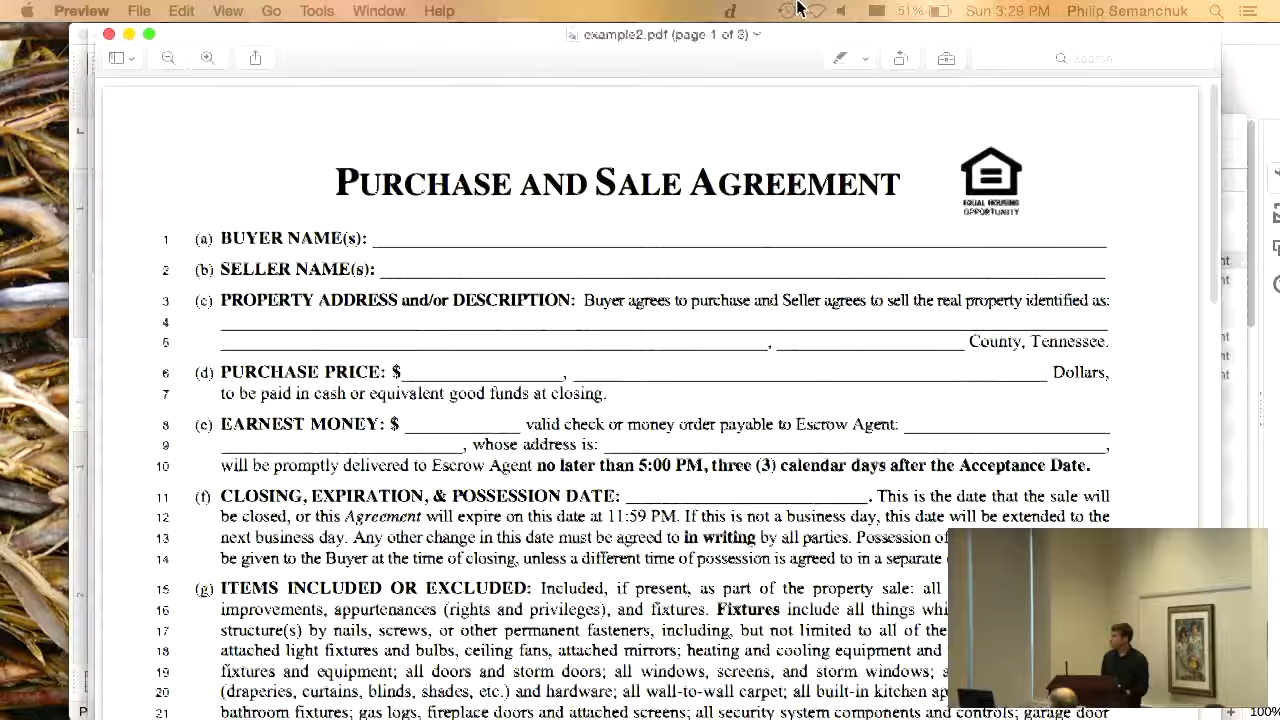 Preview File Edit View Go Tools Window Help d 51% Sun 3:29 PM Philip Semanchuk
example2.pdf (page 1 of 3)
Search
PURCHASE AND SALE AGREEMENT
EQUAL HOUSING
OPPORTUNITY
1 (a) BUYER NAME(s):
2 (b) SELLER NAME(s):
3 (c) PROPERTY ADDRESS and/or DESCRIPTION: Buyer agrees to purchase and Seller agrees to sell the real property identified as:
4
5 , County, Tennessee.
6 (d) PURCHASE PRICE: $ , Dollars,
7 to be paid in cash or equivalent good funds at closing.
8 (e) EARNEST MONEY: $ valid check or money order payable to Escrow Agent:
9 , whose address is: ,
10 will be promptly delivered to Escrow Agent no later than 5:00 PM, three (3) calendar days after the Acceptance Date.
11 (f) CLOSING, EXPIRATION, & POSSESSION DATE: . This is the date that the sale will
12 be closed, or this Agreement will expire on this date at 11:59 PM. If this is not a business day, this date will be extended to the
13 next business day. Any other change in this date must be agreed to in writing by all parties. Possession of
14 be given to the Buyer at the time of closing, unless a different time of possession is agreed to in a separate
15 (g) ITEMS INCLUDED OR EXCLUDED: Included, if present, as part of the property sale: all
16 improvements, appurtenances (rights and privileges), and fixtures. Fixtures include all things whi
17 structure(s) by nails, screws, or other permanent fasteners, including, but not limited to all of the
18 attached light fixtures and bulbs, ceiling fans, attached mirrors; heating and cooling equipment and
19 fixtures and equipment; all doors and storm doors; all windows, screens, and storm windows;
20 (draperies, curtains, blinds, shades, etc.) and hardware; all wall-to-wall carpet; all built-in kitchen ap
21 bathroom fixtures; gas logs, fireplace doors and attached screens; all security system components and controls; garage door
100%